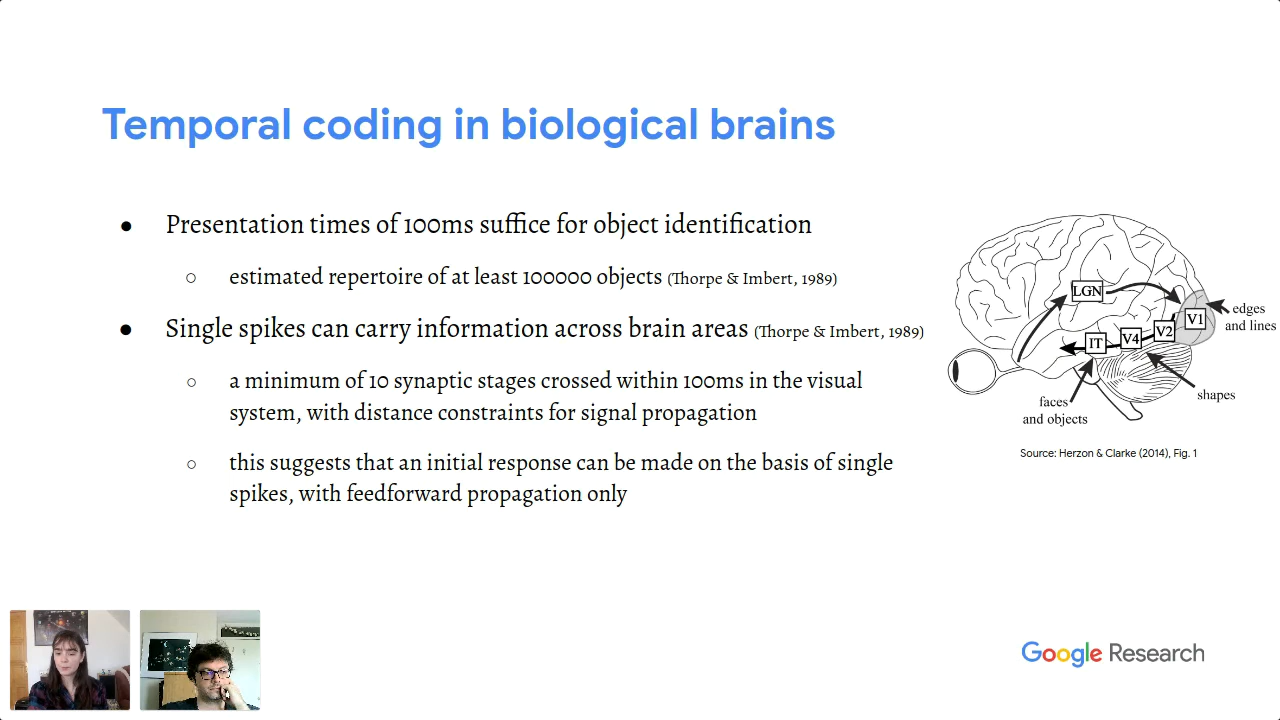 Temporal coding in biological brains
● Presentation times of 100ms suffice for object identification
○ estimated repertoire of at least 100000 objects (Thorpe & Imbert, 1989)
● Single spikes can carry information across brain areas (Thorpe & Imbert, 1989)
○ a minimum of 10 synaptic stages crossed within 100ms in the visual
system, with distance constraints for signal propagation
○ this suggests that an initial response can be made on the basis of single
spikes, with feedforward propagation only
LGN
V1
V2
V4
IT
edges
and lines
shapes
faces
and objects
Source: Herzon & Clarke (2014), Fig. 1
Google Research